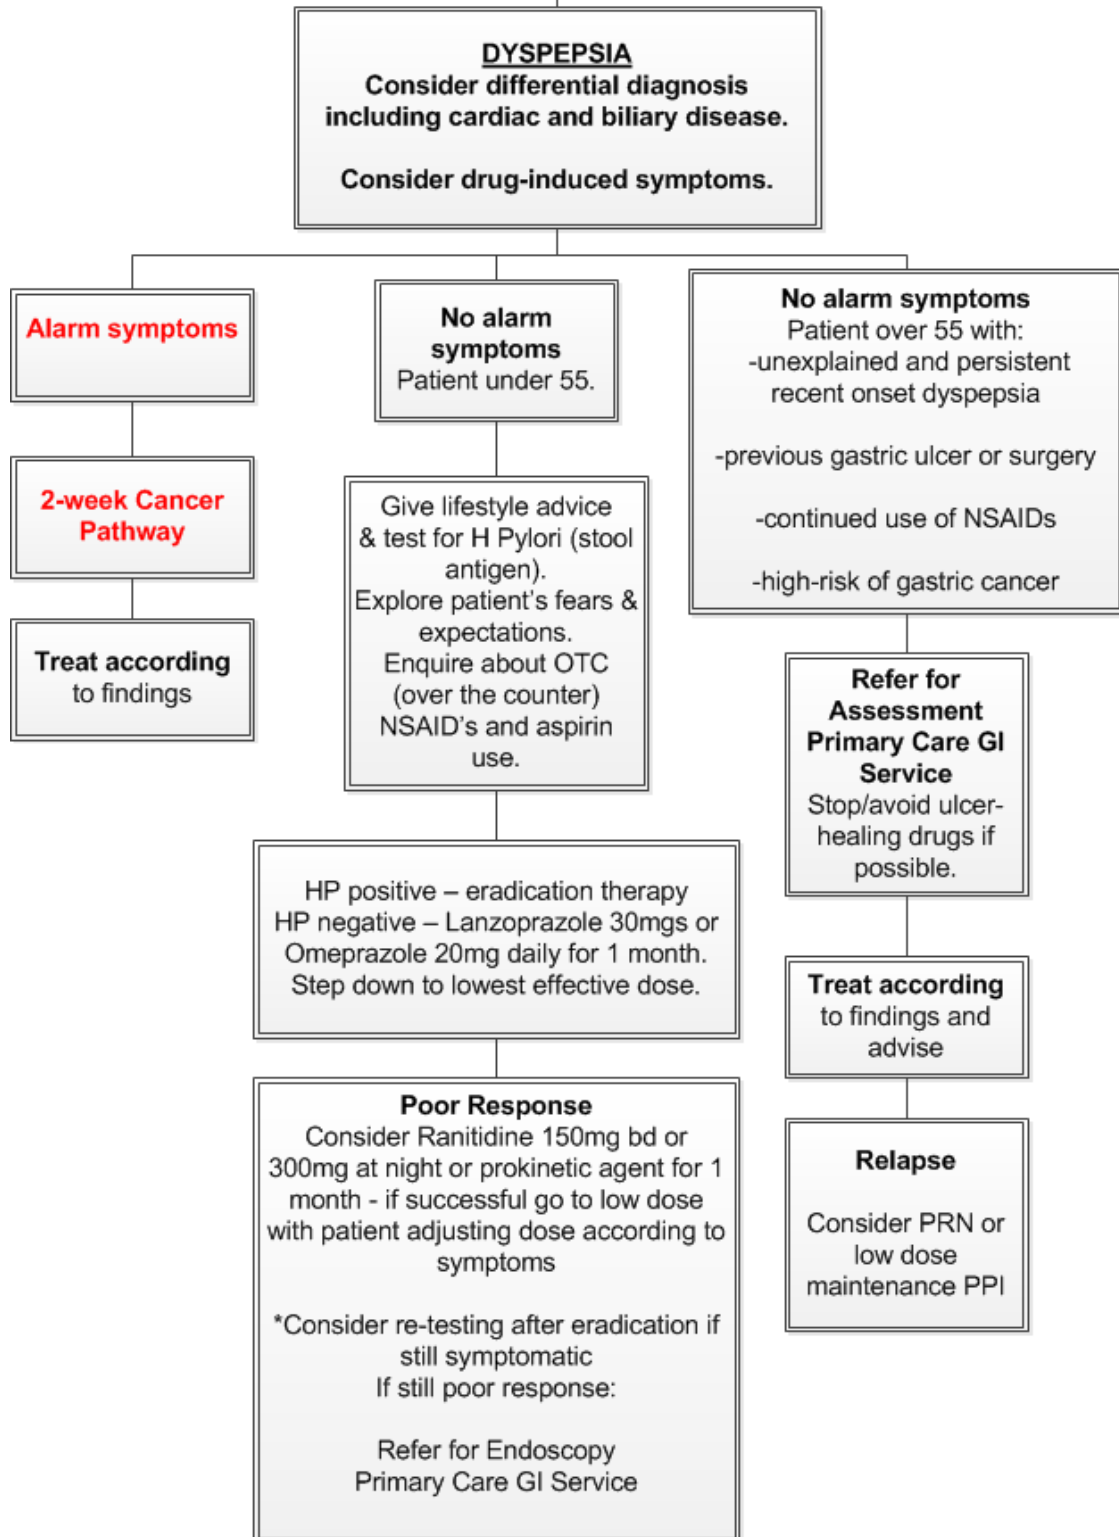 DYSPEPSIA
Consider differential diagnosis
including cardiac and biliary disease.
Consider drug-induced symptoms.
Alarm symptoms
2-week Cancer
Pathway
Treat according
to findings
No alarm
symptoms
Patient under 55.
Give lifestyle advice
& test for H Pylori (stool
antigen).
Explore patient's fears &
expectations.
Enquire about OTC
(over the counter)
NSAID's and aspirin
use.
HP positive – eradication therapy
HP negative – Lanzoprazole 30mgs or
Omeprazole 20mg daily for 1 month.
Step down to lowest effective dose.
Poor Response
Consider Ranitidine 150mg bd or
300mg at night or prokinetic agent for 1
month - if successful go to low dose
with patient adjusting dose according to
symptoms
*Consider re-testing after eradication if
still symptomatic
If still poor response:
Refer for Endoscopy
Primary Care GI Service
No alarm symptoms
Patient over 55 with:
-unexplained and persistent
recent onset dyspepsia
-previous gastric ulcer or surgery
-continued use of NSAIDs
-high-risk of gastric cancer
Refer for
Assessment
Primary Care GI
Service
Stop/avoid ulcer-
healing drugs if
possible.
Treat according
to findings and
advise
Relapse
Consider PRN or
low dose
maintenance PPI